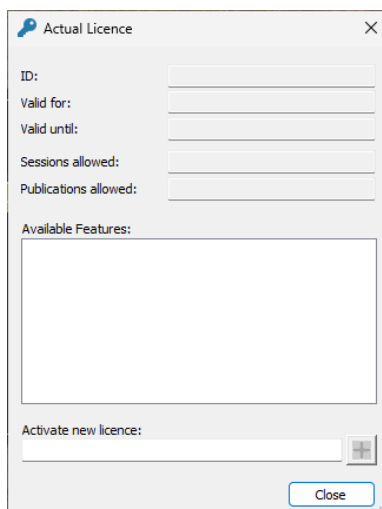 Actual Licence
ID:
Valid for:
Valid until:
Sessions allowed:
Publications allowed:
Available Features:
Activate new licence:
Close